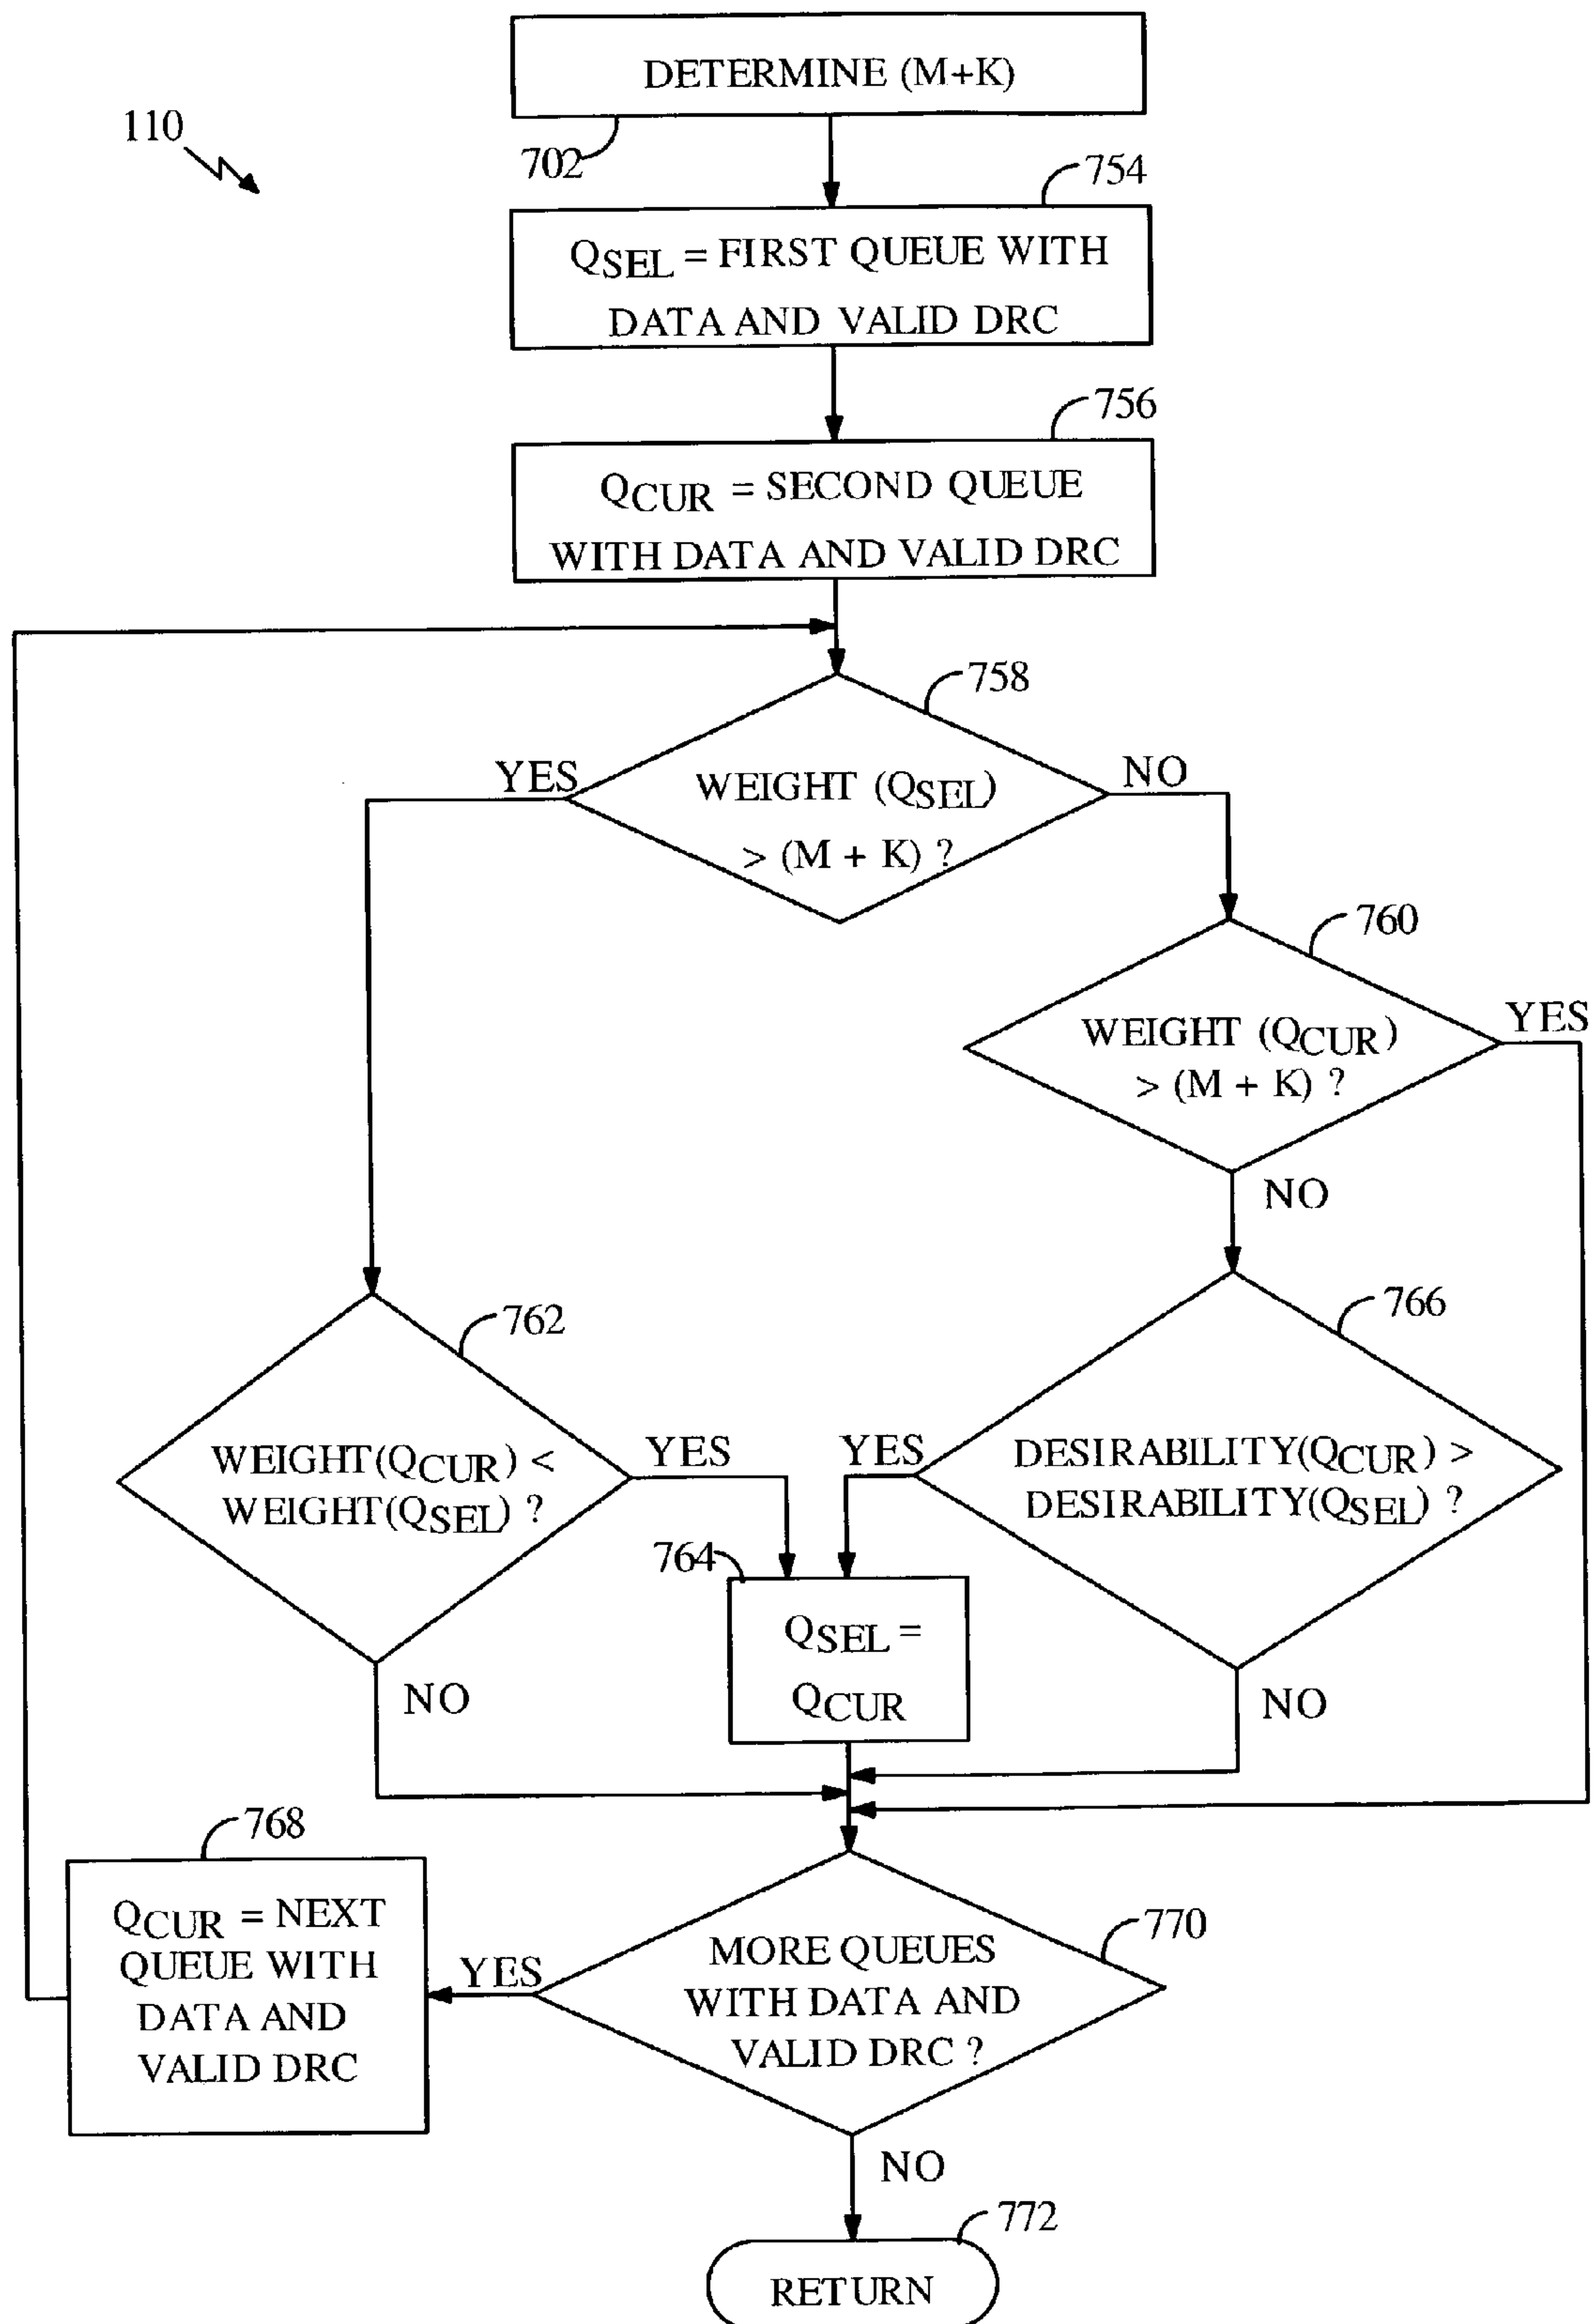 DETERMINE (M+K)
110
702
754
QSEL = FIRST QUEUE WITH
DATA AND VALID DRC
756
QCUR = SECOND QUEUE
WITH DATA AND VALID DRC
758
YES
NO
WEIGHT (QSEL)
> (M + K) ?
760
YES
WEIGHT (QCUR)
> (M + K) ?
NO
762
766
WEIGHT(QCUR) <
WEIGHT(QSEL) ?
YES
YES
DESIRABILITY(QCUR) >
DESIRABILITY(QSEL) ?
764
QSEL =
QCUR
NO
NO
768
QCUR = NEXT
QUEUE WITH
DATA AND
VALID DRC
YES
770
MORE QUEUES
WITH DATA AND
VALID DRC ?
NO
772
RETURN